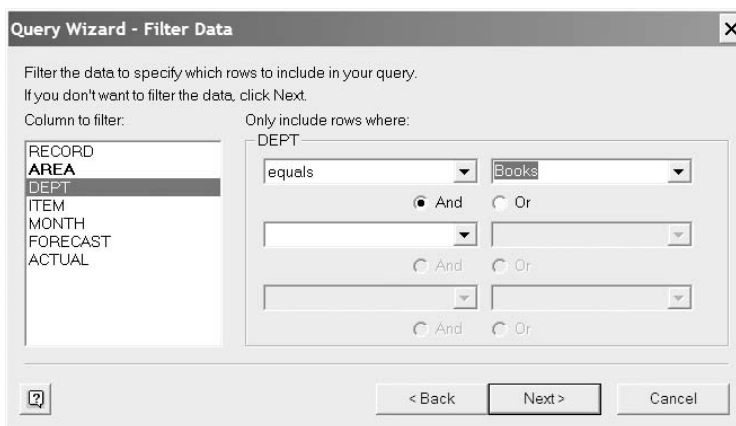 Query Wizard - Filter Data
Filter the data to specify which rows to include in your query.
If you don't want to filter the data, click Next.
Column to filter:
RECORD
AREA
DEPT
ITEM
MONTH
FORECAST
ACTUAL
Only include rows where:
DEPT
equals Books
And Or
And Or
And Or
< Back Next > Cancel